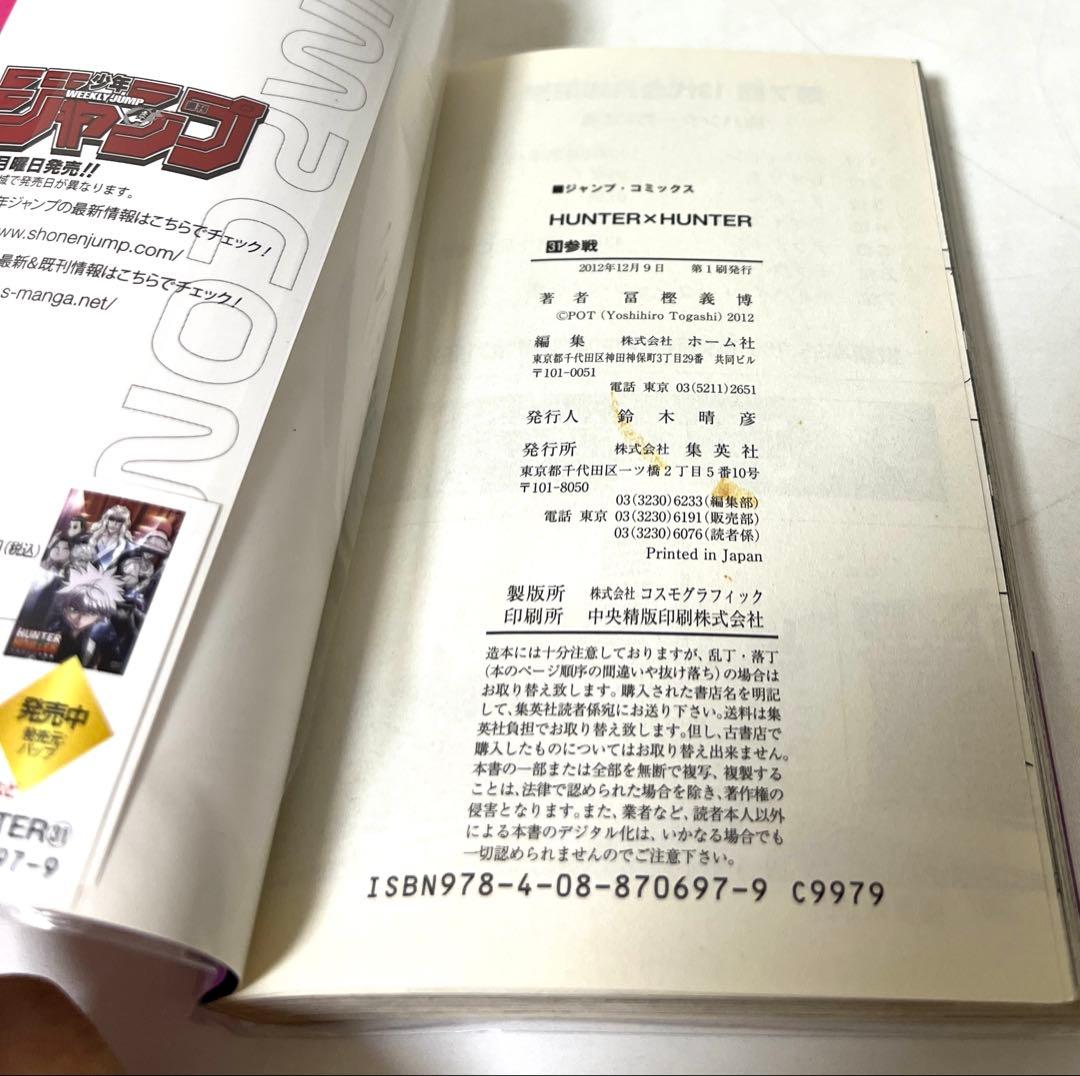 少年
WEEKLY JUMP
週刊
ジャンプ
月曜日発売!!
域で発売日が異なります。
年ジャンプの最新情報はこちらでチェック!
ww.shonenjump.com/
最新&既刊情報はこちらでチェック!
s-manga.net/
(税込)
HUNTER
発売中
発売元
バップ
TER㉛
97-9
■ジャンプ・コミックス
HUNTER×HUNTER
31参戦
2012年12月9日 第1刷発行
著者 冨樫義博
©POT (Yoshihiro Togashi) 2012
編集 株式会社 ホーム社
東京都千代田区神田神保町3丁目29番 共同ビル
〒101-0051
電話 東京 03(5211)2651
発行人 鈴木晴彦
発行所 株式会社 集英社
東京都千代田区一ツ橋2丁目5番10号
〒101-8050
03(3230)6233(編集部)
電話 東京 03(3230)6191(販売部)
03(3230)6076(読者係)
Printed in Japan
製版所 株式会社 コスモグラフィック
印刷所 中央精版印刷株式会社
造本には十分注意しておりますが、乱丁・落丁
(本のページ順序の間違いや抜け落ち)の場合は
お取り替え致します。購入された書店名を明記
して、集英社読者係宛にお送り下さい。送料は集
英社負担でお取り替え致します。但し、古書店で
購入したものについてはお取り替え出来ません。
本書の一部または全部を無断で複写、複製する
ことは、法律で認められた場合を除き、著作権の
侵害となります。また、業者など、読者本人以外
による本書のデジタル化は、いかなる場合でも
一切認められませんのでご注意下さい。
ISBN978-4-08-870697-9 C9979